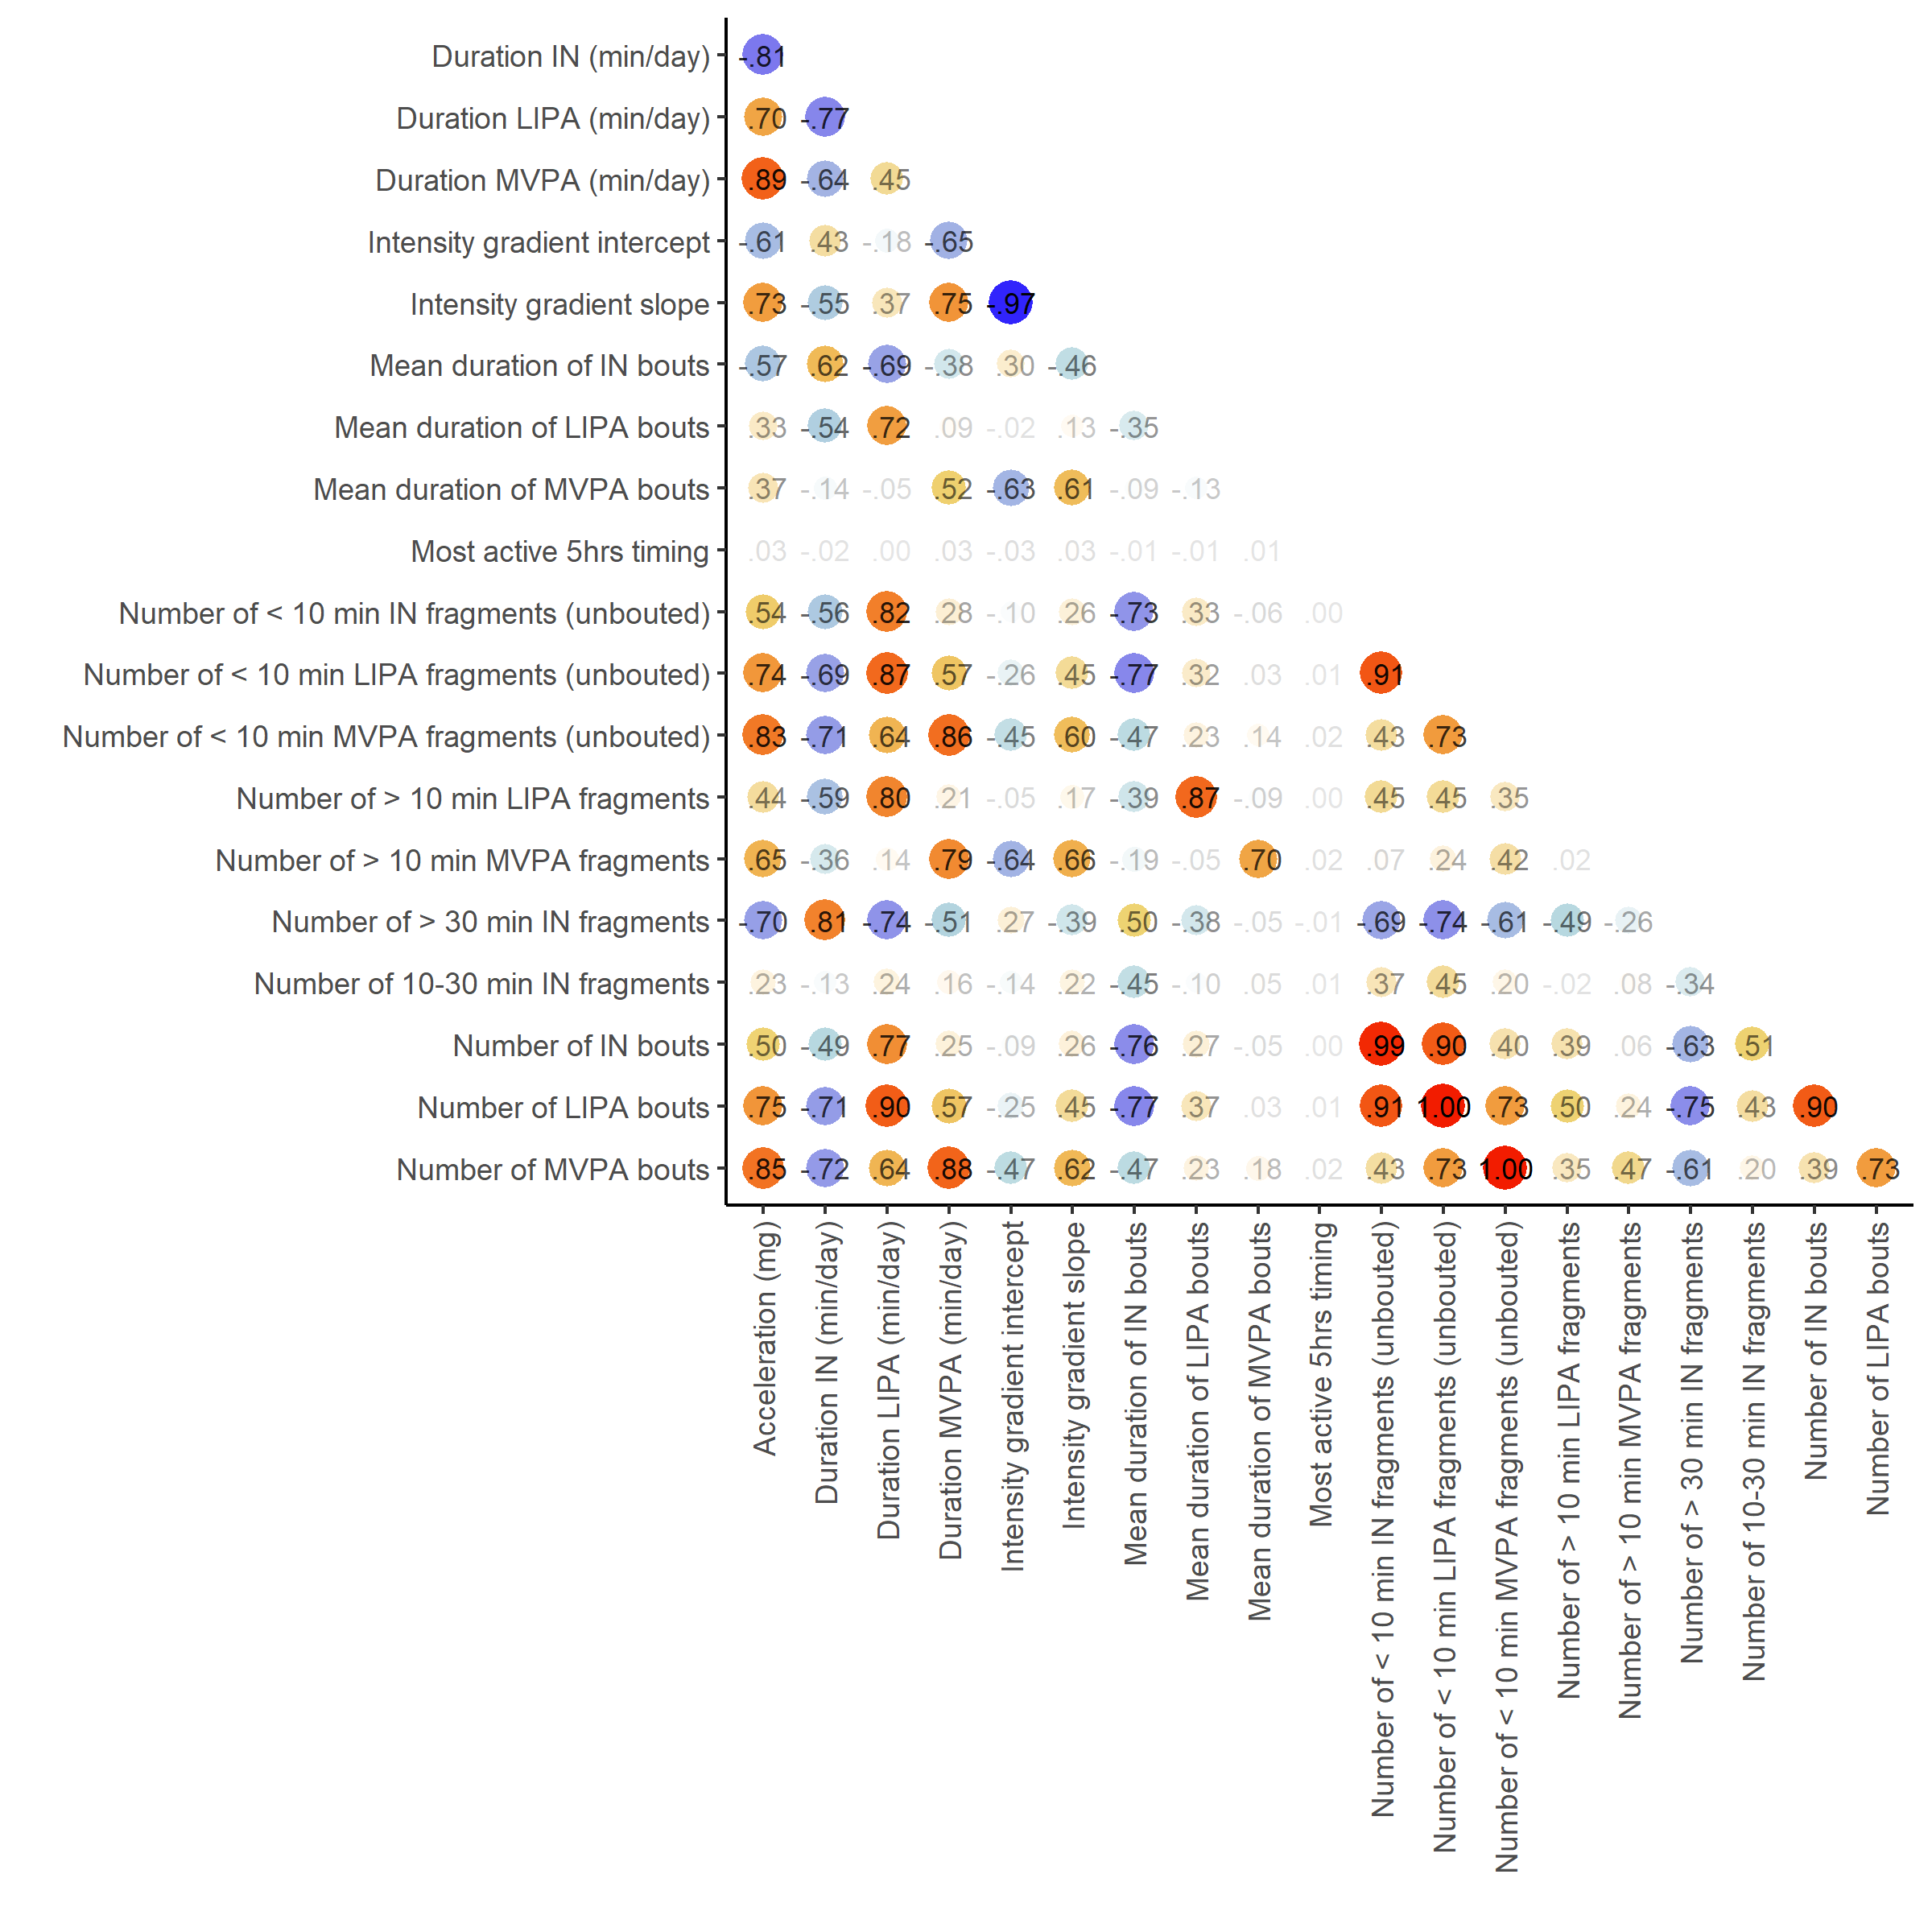 Duration IN (min/day) -.81
Duration LIPA (min/day) .70 -.77
Duration MVPA (min/day) .89 -.64 .45
Intensity gradient intercept -.61 .43 -.18 -.65
Intensity gradient slope .73 -.55 .37 .75 -.97
Mean duration of IN bouts -.57 .62 -.69 -.38 .30 -.46
Mean duration of LIPA bouts .33 -.54 .72 .09 -.02 .13 -.35
Mean duration of MVPA bouts .37 -.14 -.05 .52 -.63 .61 -.09 -.13
Most active 5hrs timing .03 -.02 .00 .03 -.03 .03 -.01 -.01 .01
Number of < 10 min IN fragments (unbouted) .54 -.56 .82 .28 -.10 .26 -.73 .33 -.06 .00
Number of < 10 min LIPA fragments (unbouted) .74 -.69 .87 .57 -.26 .45 -.77 .32 .03 .01 .91
Number of < 10 min MVPA fragments (unbouted) .83 -.71 .64 .86 -.45 .60 -.47 .23 .14 .02 .43 .73
Number of > 10 min LIPA fragments .44 -.59 .80 .21 -.05 .17 -.39 .87 -.09 .00 .45 .45 .35
Number of > 10 min MVPA fragments .65 -.36 .14 .79 -.64 .66 -.19 -.05 .70 .02 .07 .24 .42 .02
Number of > 30 min IN fragments -.70 .81 -.74 -.51 .27 -.39 .50 -.38 -.05 -.01 -.69 -.74 -.61 -.49 -.26
Number of 10-30 min IN fragments .23 -.13 .24 .16 -.14 .22 -.45 -.10 .05 .01 .37 .45 .20 -.02 .08 -.34
Number of IN bouts .50 -.49 .77 .25 -.09 .26 -.76 .27 -.05 .00 .99 .90 .40 .39 .06 -.63 .51
Number of LIPA bouts .75 -.71 .90 .57 -.25 .45 -.77 .37 .03 .01 .91 1.00 .73 .50 .24 -.75 .43 .90
Number of MVPA bouts .85 -.72 .64 .88 -.47 .62 -.47 .23 .18 .02 .43 .73 1.00 .35 .47 -.61 .20 .39 .73
Acceleration (mg)
Duration IN (min/day)
Duration LIPA (min/day)
Duration MVPA (min/day)
Intensity gradient intercept
Intensity gradient slope
Mean duration of IN bouts
Mean duration of LIPA bouts
Mean duration of MVPA bouts
Most active 5hrs timing
Number of < 10 min IN fragments (unbouted)
Number of < 10 min LIPA fragments (unbouted)
Number of < 10 min MVPA fragments (unbouted)
Number of > 10 min LIPA fragments
Number of > 10 min MVPA fragments
Number of > 30 min IN fragments
Number of 10-30 min IN fragments
Number of IN bouts
Number of LIPA bouts